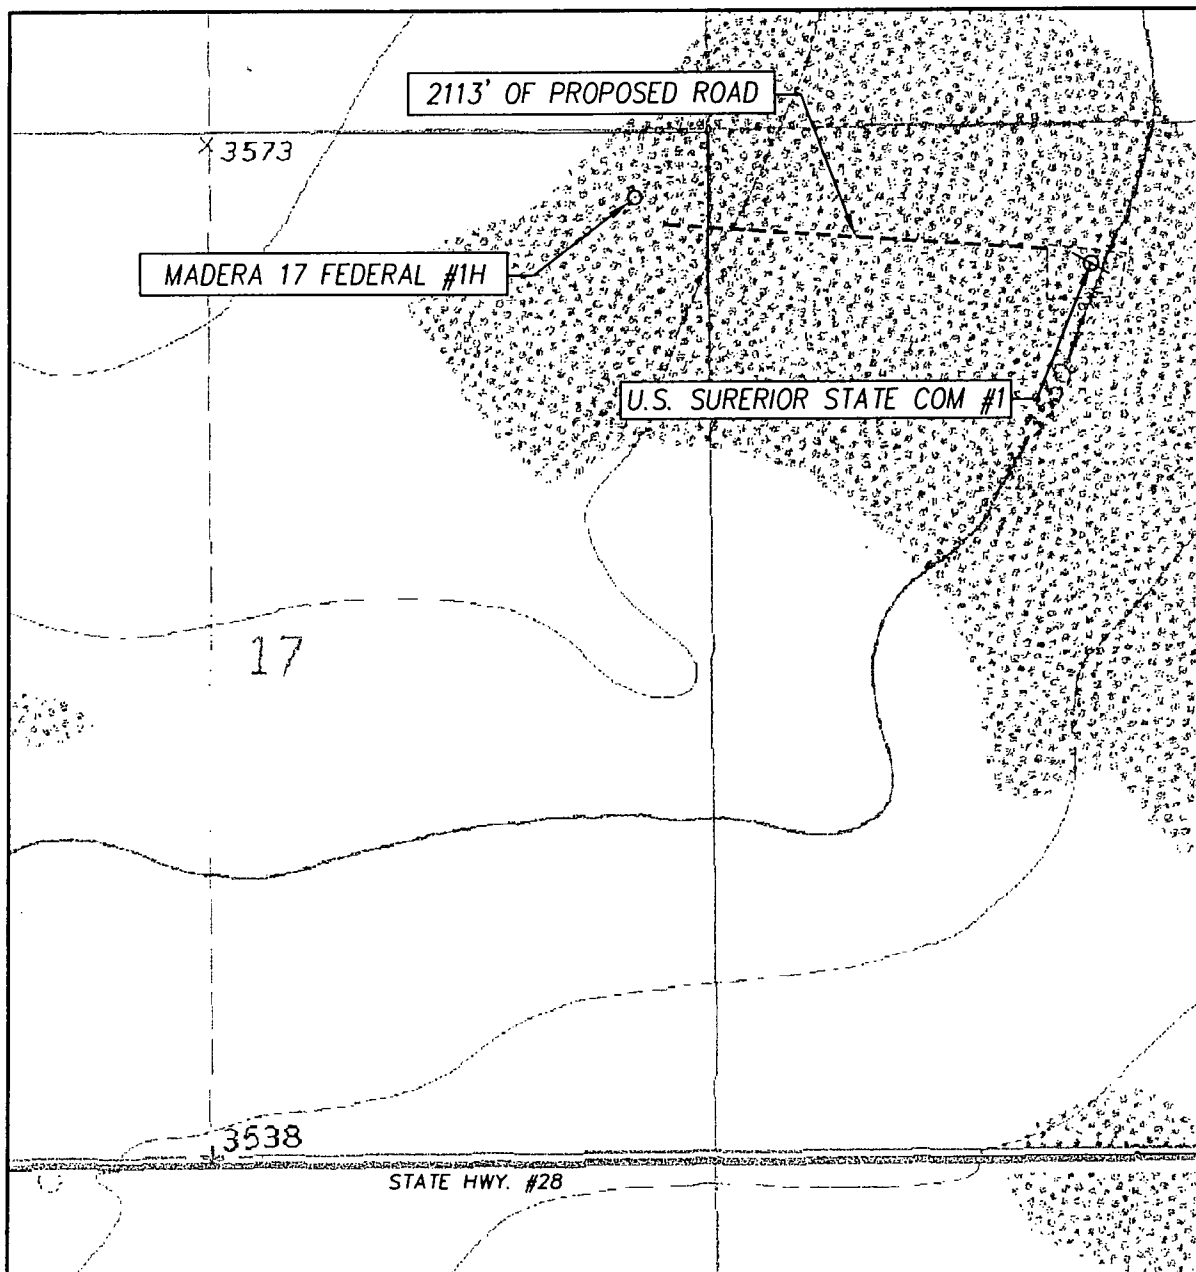 2113' OF PROPOSED ROAD
3573
MADERA 17 FEDERAL #1H
U.S. SURERIOR STATE COM #1
17
3538
STATE HWY. #28